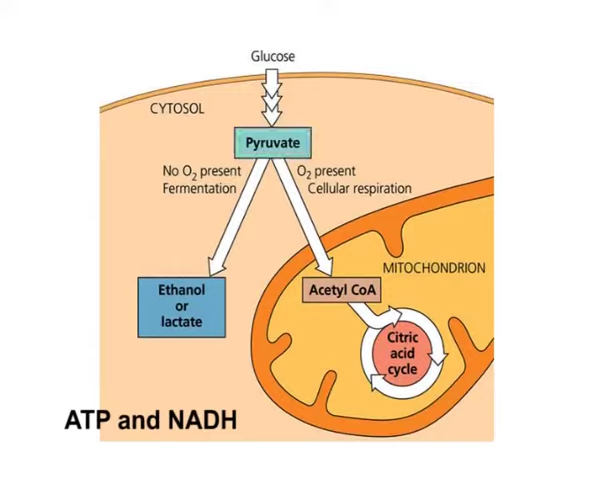 Glucose
CYTOSOL
Pyruvate
No O₂ present
Fermentation
O₂ present
Cellular respiration
MITOCHONDRION
Ethanol
or
lactate
Acetyl CoA
Citric
acid
cycle
ATP and NADH